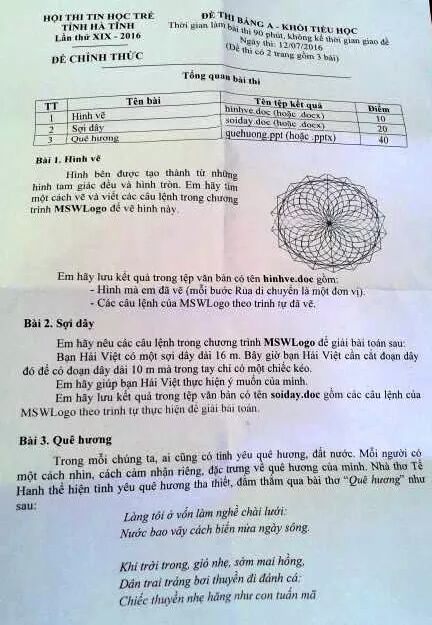 HỘI THI TIN HỌC TRẺ
TỈNH HÀ TĨNH
Lần thứ XIX - 2016
ĐỀ CHÍNH THỨC
ĐỀ THI BẢNG A - KHỐI TIỂU HỌC
Thời gian làm bài thi 90 phút, không kể thời gian giao đề
Ngày thi: 12/07/2016
(Đề thi có 2 trang gồm 3 bài)
Tổng quan bài thi
TT Tên bài Tên tệp kết quả Điểm
1 Hình vẽ hinhve.doc (hoặc .docx) 10
2 Sợi dây soiday.doc (hoặc .docx) 20
3 Quê hương quehuong.ppt (hoặc .pptx) 40
Bài 1. Hình vẽ
Hình bên được tạo thành từ những
hình tam giác đều và hình tròn. Em hãy tìm
một cách vẽ và viết các câu lệnh trong chương
trình MSWLogo để vẽ hình này.
Em hãy lưu kết quả trong tệp văn bản có tên hinhve.doc gồm:
- Hình mà em đã vẽ (mỗi bước Rùa di chuyển là một đơn vị).
- Các câu lệnh của MSWLogo theo trình tự đã vẽ.
Bài 2. Sợi dây
Em hãy nêu các câu lệnh trong chương trình MSWLogo để giải bài toán sau:
Bạn Hải Việt có một sợi dây dài 16 m. Bây giờ bạn Hải Việt cần cắt đoạn dây
đó để có đoạn dây dài 10 m mà trong tay chỉ có một chiếc kéo.
Em hãy giúp bạn Hải Việt thực hiện ý muốn của mình.
Em hãy lưu kết quả trong tệp văn bản có tên soiday.doc gồm các câu lệnh của
MSWLogo theo trình tự thực hiện để giải bài toán.
Bài 3. Quê hương
Trong mỗi chúng ta, ai cũng có tình yêu quê hương, đất nước. Mỗi người có
một cách nhìn, cách cảm nhận riêng, đặc trưng về quê hương của mình. Nhà thơ Tế
Hanh thể hiện tình yêu quê hương tha thiết, đằm thắm qua bài thơ “Quê hương” như
sau:
Làng tôi ở vốn làm nghề chài lưới:
Nước bao vây cách biển nửa ngày sông.
Khi trời trong, gió nhẹ, sớm mai hồng,
Dân trai tráng bơi thuyền đi đánh cá:
Chiếc thuyền nhẹ hăng như con tuấn mã